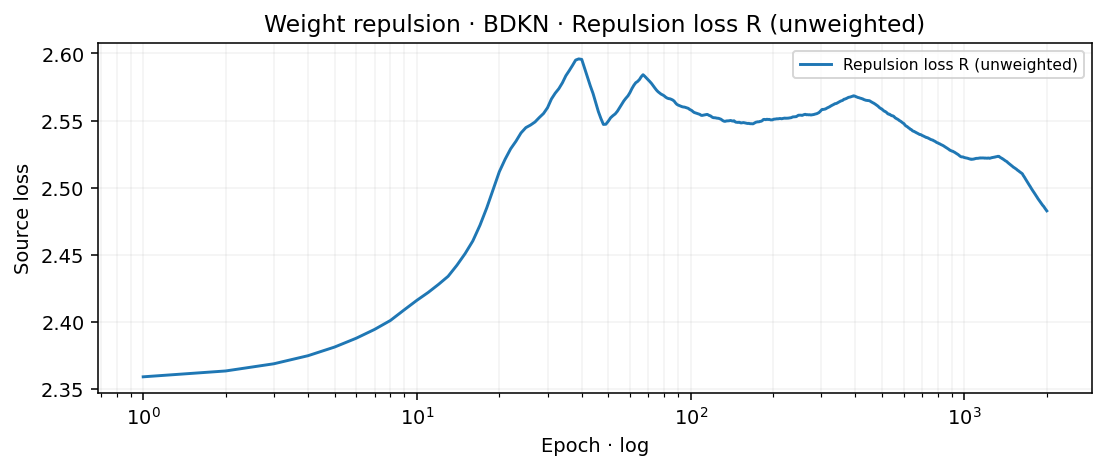 Weight repulsion · BDKN · Repulsion loss R (unweighted)
Repulsion loss R (unweighted)
Source loss
2.60
2.55
2.50
2.45
2.40
2.35
10⁰
10¹
10²
10³
Epoch · log